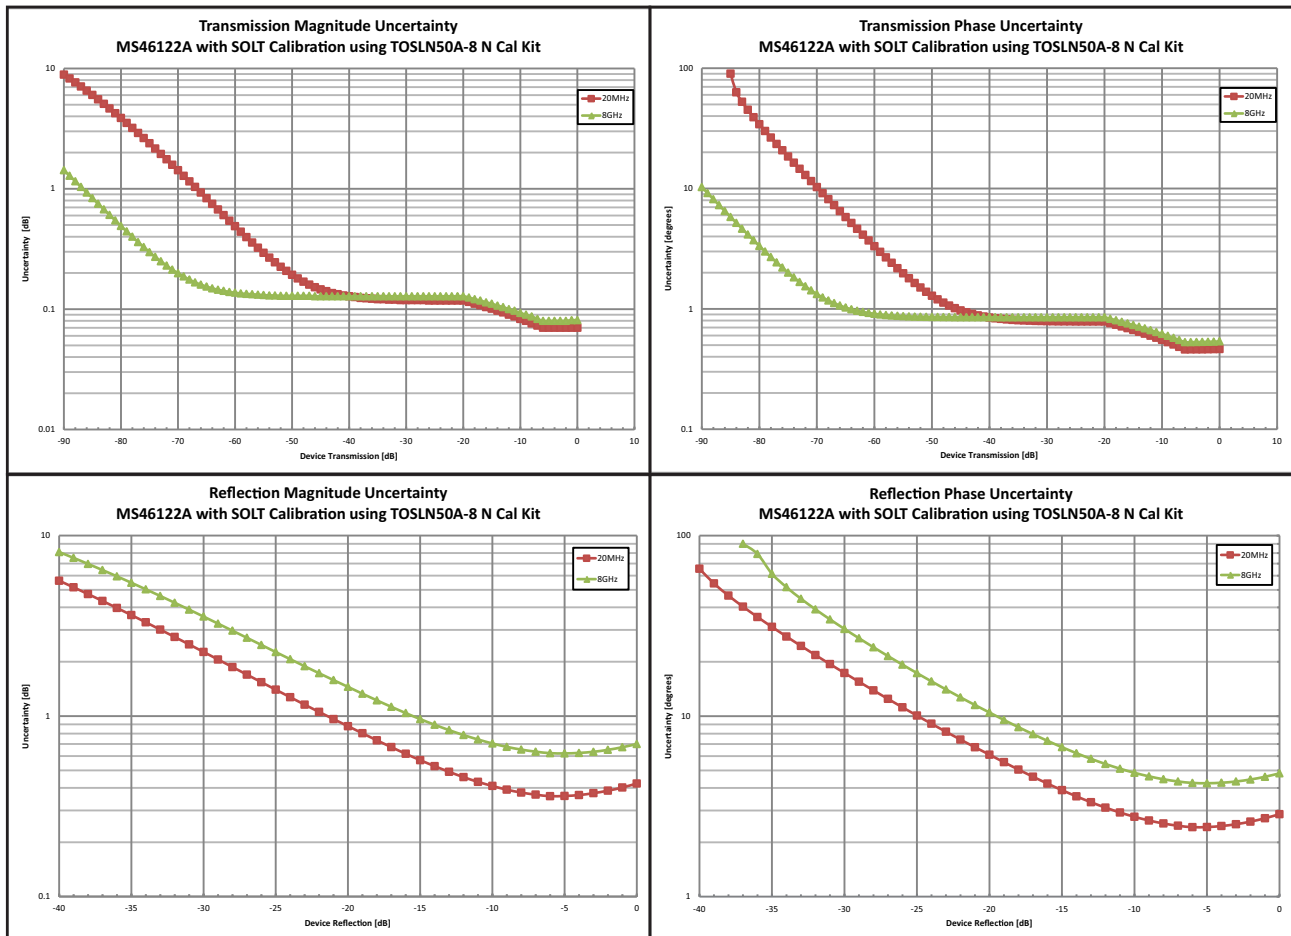 Transmission Magnitude Uncertainty
MS46122A with SOLT Calibration using TOSLN50A-8 N Cal Kit
10
1
0.1
0.01
Uncertainty [dB]
20MHz
8GHz
-90 -80 -70 -60 -50 -40 -30 -20 -10 0 10
Device Transmission [dB]
Transmission Phase Uncertainty
MS46122A with SOLT Calibration using TOSLN50A-8 N Cal Kit
100
10
1
0.1
Uncertainty [degrees]
20MHz
8GHz
-90 -80 -70 -60 -50 -40 -30 -20 -10 0 10
Device Transmission [dB]
Reflection Magnitude Uncertainty
MS46122A with SOLT Calibration using TOSLN50A-8 N Cal Kit
10
1
0.1
Uncertainty [dB]
20MHz
8GHz
-40 -35 -30 -25 -20 -15 -10 -5 0
Device Reflection [dB]
Reflection Phase Uncertainty
MS46122A with SOLT Calibration using TOSLN50A-8 N Cal Kit
100
10
1
Uncertainty [degrees]
20MHz
8GHz
-40 -35 -30 -25 -20 -15 -10 -5 0
Device Reflection [dB]